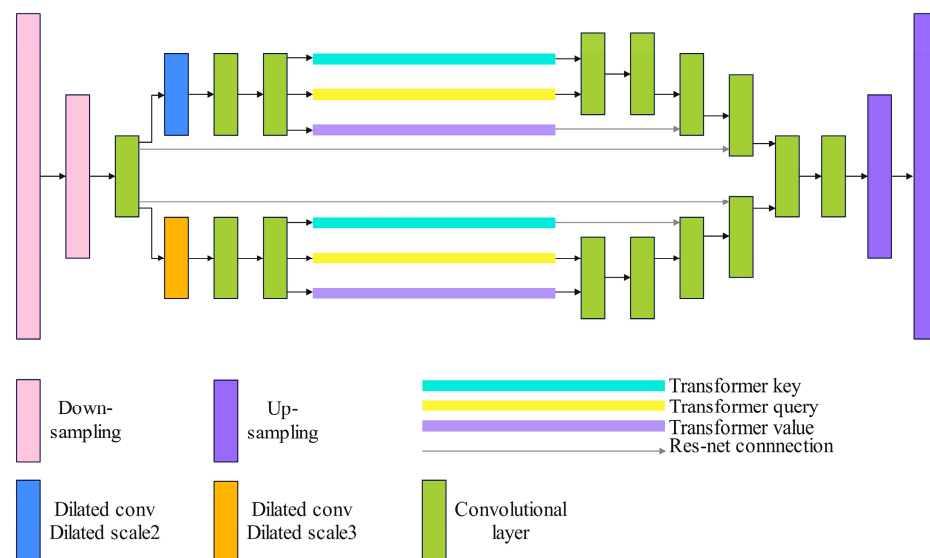 Down-
sampling
Up-
sampling
Transformer key
Transformer query
Transformer value
Res-net connnection
Dilated conv
Dilated scale2
Dilated conv
Dilated scale3
Convolutional
layer